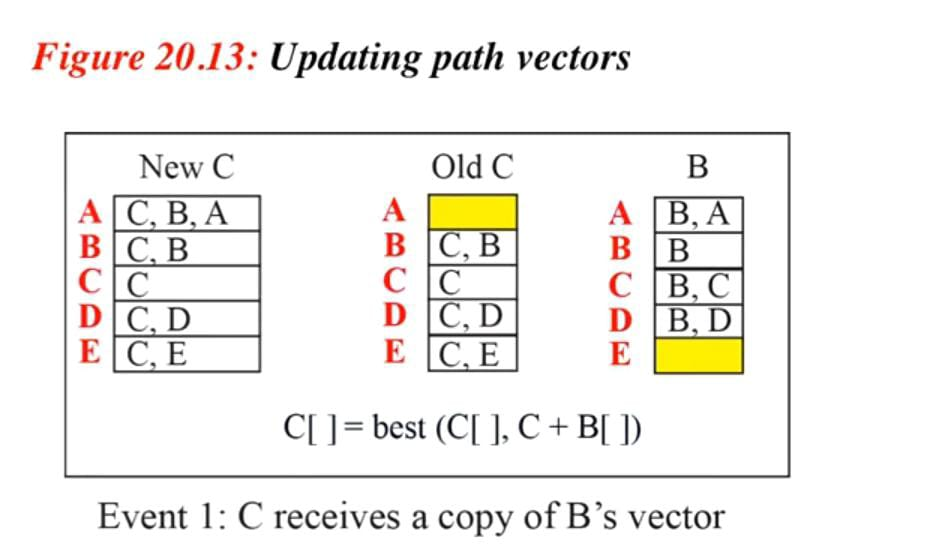 Figure 20.13: Updating path vectors
New C Old C B
A C, B, A A A B, A
B C, B B C, B B B
C C C C C B, C
D C, D D C, D D B, D
E C, E E C, E E
C[ ] = best (C[ ], C + B[ ])
Event 1: C receives a copy of B’s vector